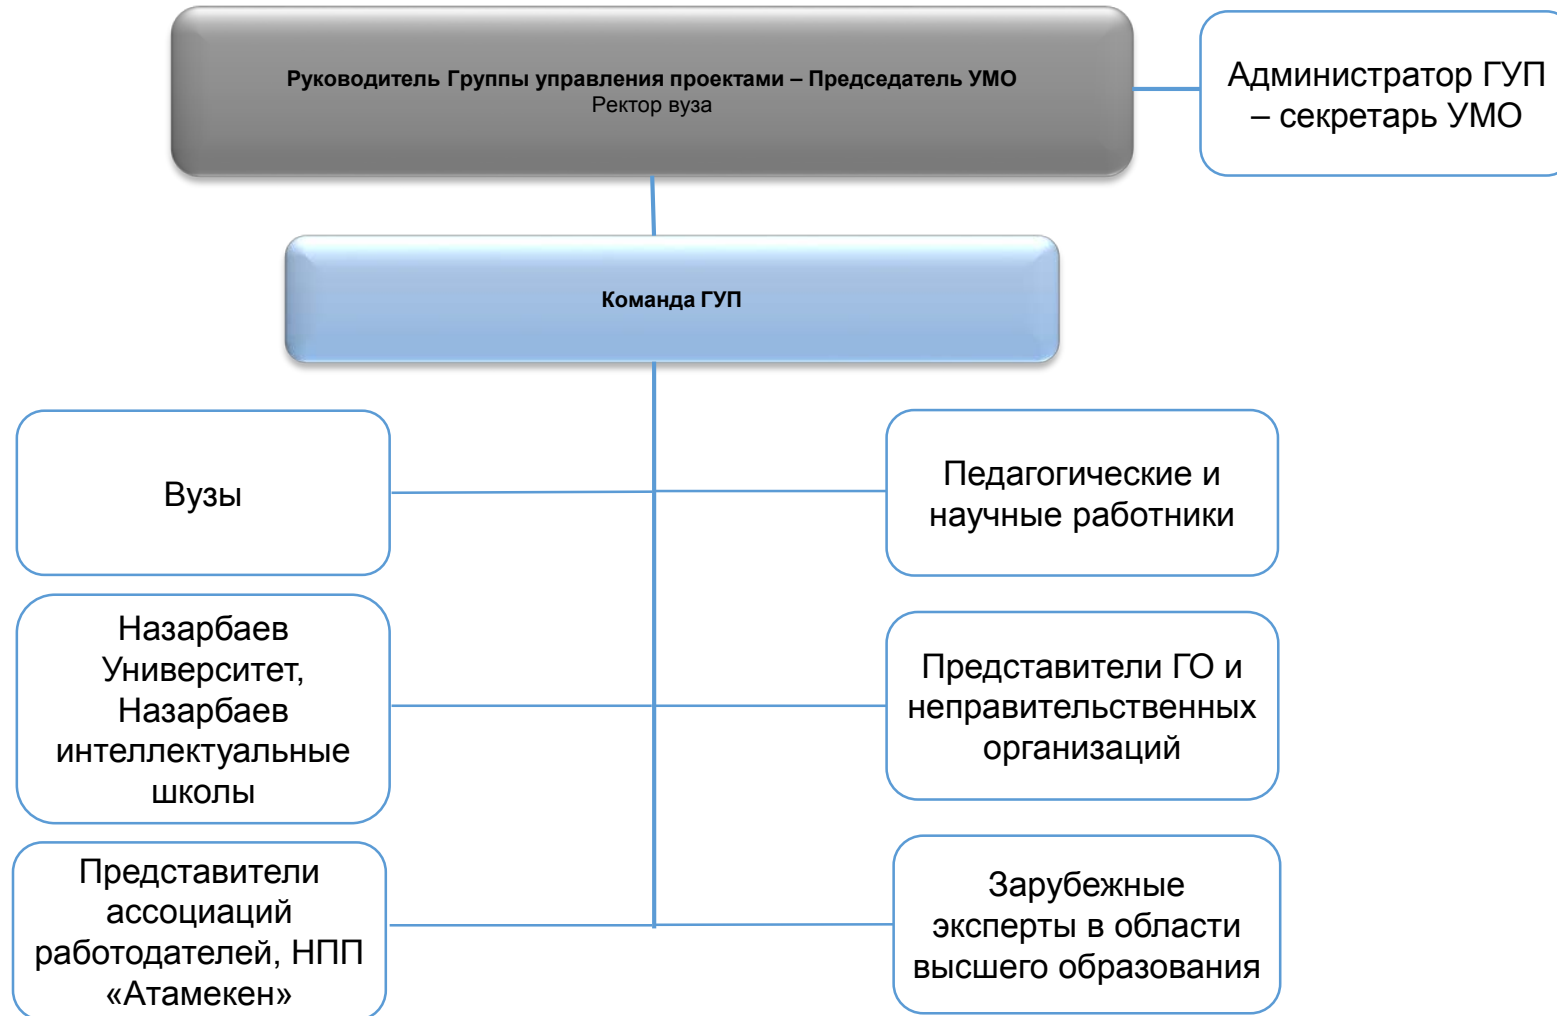 Руководитель Группы управления проектами – Председатель УМО
Ректор вуза
Администратор ГУП
– секретарь УМО
Команда ГУП
Вузы
Педагогические и
научные работники
Назарбаев
Университет,
Назарбаев
интеллектуальные
школы
Представители ГО и
неправительственных
организаций
Представители
ассоциаций
работодателей, НПП
«Атамекен»
Зарубежные
эксперты в области
высшего образования